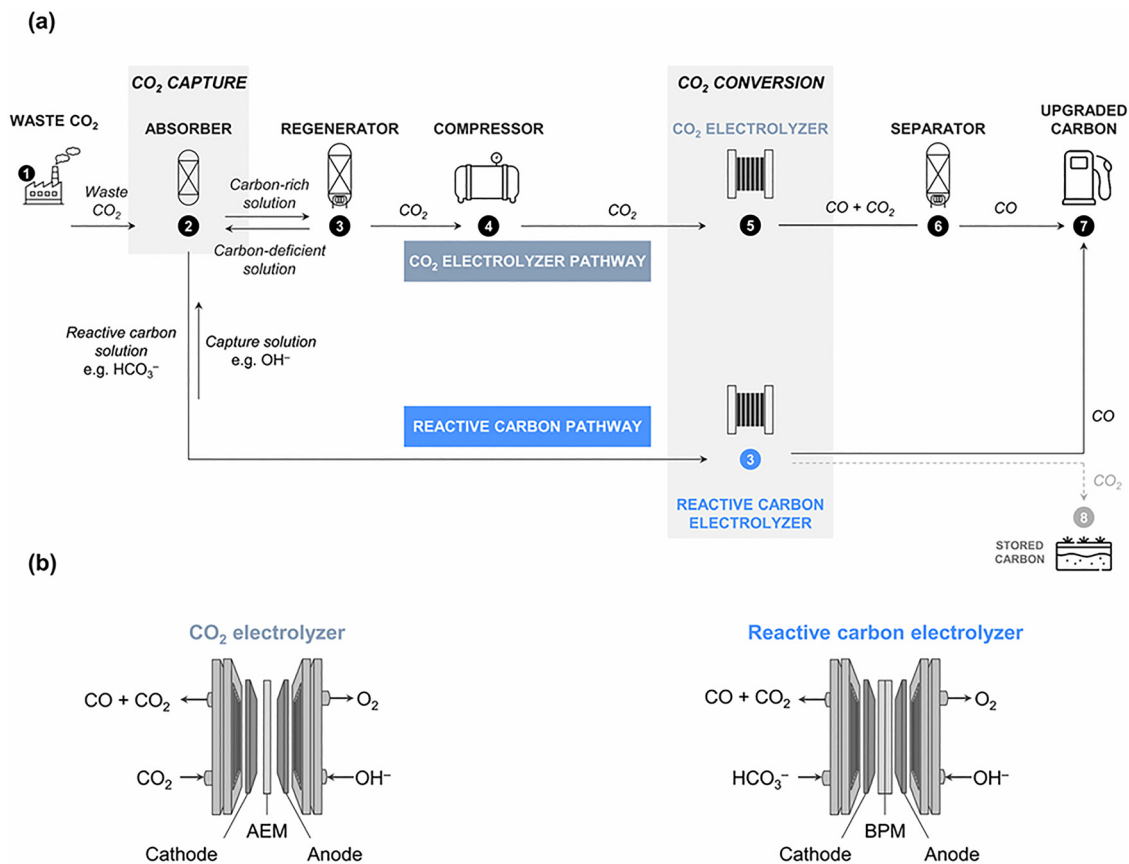 (a)
CO₂ CAPTURE
CO₂ CONVERSION
WASTE CO₂
ABSORBER
REGENERATOR
COMPRESSOR
CO₂ ELECTROLYZER
SEPARATOR
UPGRADED
CARBON
1
Waste
CO₂
2
Carbon-rich
solution
Carbon-deficient
solution
3
CO₂
4
CO₂
5
CO + CO₂
6
CO
7
CO₂ ELECTROLYZER PATHWAY
Reactive carbon
solution
e.g. HCO₃⁻
Capture solution
e.g. OH⁻
REACTIVE CARBON PATHWAY
3
REACTIVE CARBON
ELECTROLYZER
CO
CO₂
8
STORED
CARBON
(b)
CO₂ electrolyzer
CO + CO₂
O₂
CO₂
OH⁻
AEM
Cathode
Anode
Reactive carbon electrolyzer
CO + CO₂
O₂
HCO₃⁻
OH⁻
BPM
Cathode
Anode